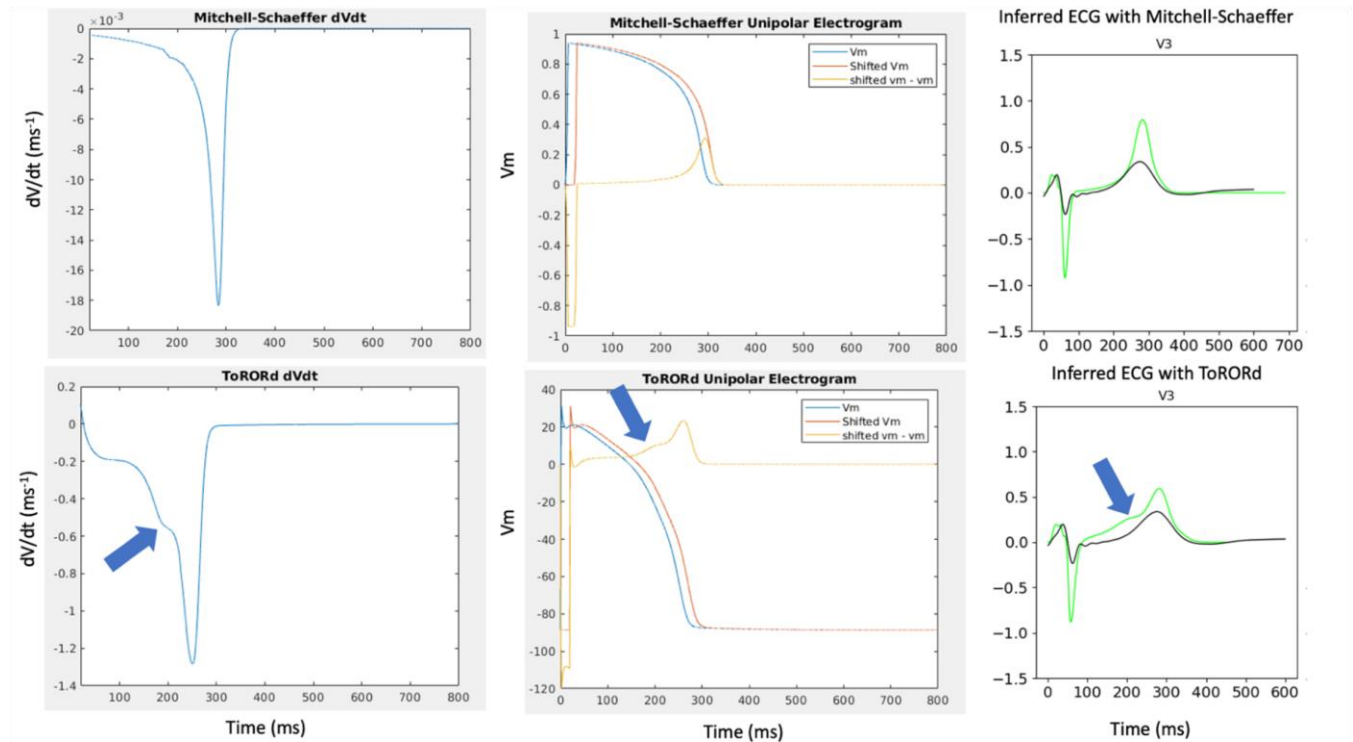 Mitchell-Schaeffer dVdt
×10⁻³
0
-2
-4
-6
-8
-10
-12
-14
-16
-18
-20
100 200 300 400 500 600 700 800
dV/dt (ms⁻¹)
Mitchell-Schaeffer Unipolar Electrogram
Vm
Shifted Vm
shifted vm - vm
1
0.8
0.6
0.4
0.2
0
-0.2
-0.4
-0.6
-0.8
-1
0 100 200 300 400 500 600 700 800
Vm
Inferred ECG with Mitchell-Schaeffer
V3
1.5
1.0
0.5
0.0
−0.5
−1.0
−1.5
0 100 200 300 400 500 600 700
ToRORd dVdt
0.2
0
-0.2
-0.4
-0.6
-0.8
-1
-1.2
-1.4
100 200 300 400 500 600 700 800
dV/dt (ms⁻¹)
Time (ms)
ToRORd Unipolar Electrogram
Vm
Shifted Vm
shifted vm - vm
40
20
0
-20
-40
-60
-80
-100
-120
0 100 200 300 400 500 600 700 800
Vm
Time (ms)
Inferred ECG with ToRORd
V3
1.5
1.0
0.5
0.0
−0.5
−1.0
−1.5
0 100 200 300 400 500 600
Time (ms)